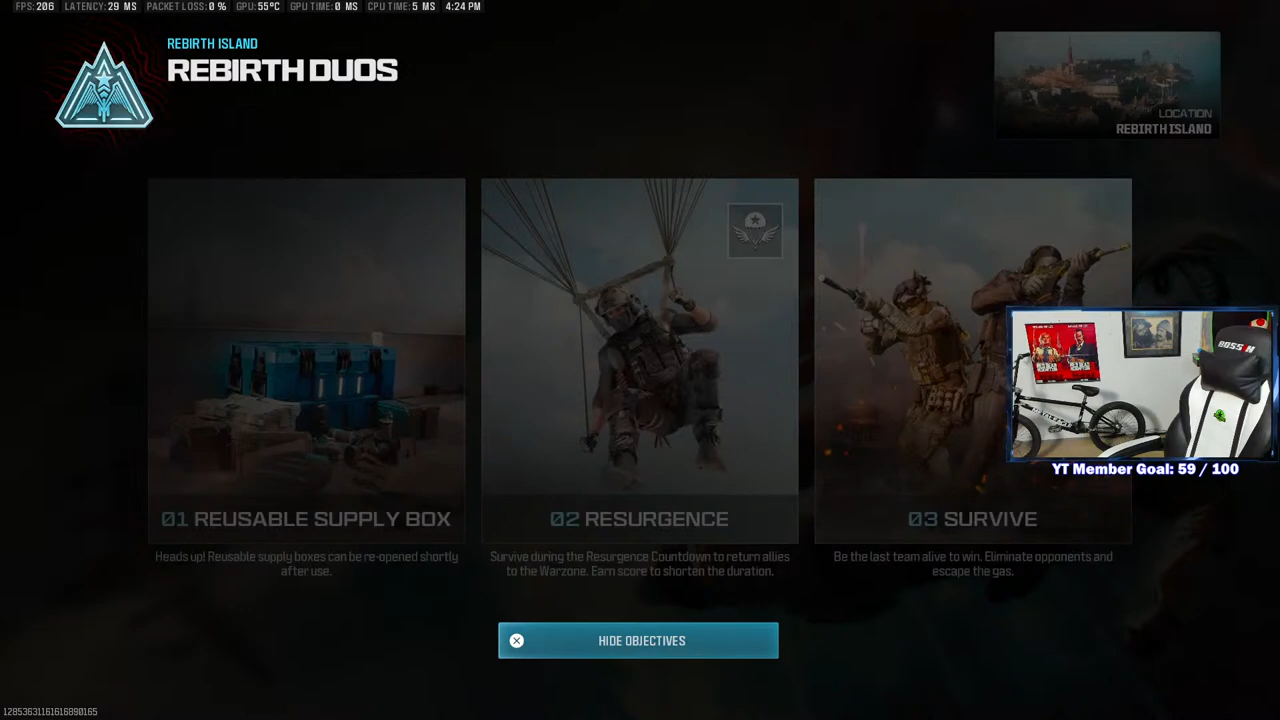 FPS: 206 LATENCY: 29 MS PACKET LOSS: 0 % GPU: 55°C GPU TIME: 0 MS CPU TIME: 5 MS 4:24 PM
REBIRTH ISLAND
REBIRTH DUOS
LOCATION
REBIRTH ISLAND
BOSSIN
01 REUSABLE SUPPLY BOX
Heads up! Reusable supply boxes can be re-opened shortly
after use.
02 RESURGENCE
Survive during the Resurgence Countdown to return allies
to the Warzone. Earn score to shorten the duration.
03 SURVIVE
Be the last team alive to win. Eliminate opponents and
escape the gas.
YT Member Goal: 59 / 100
HIDE OBJECTIVES